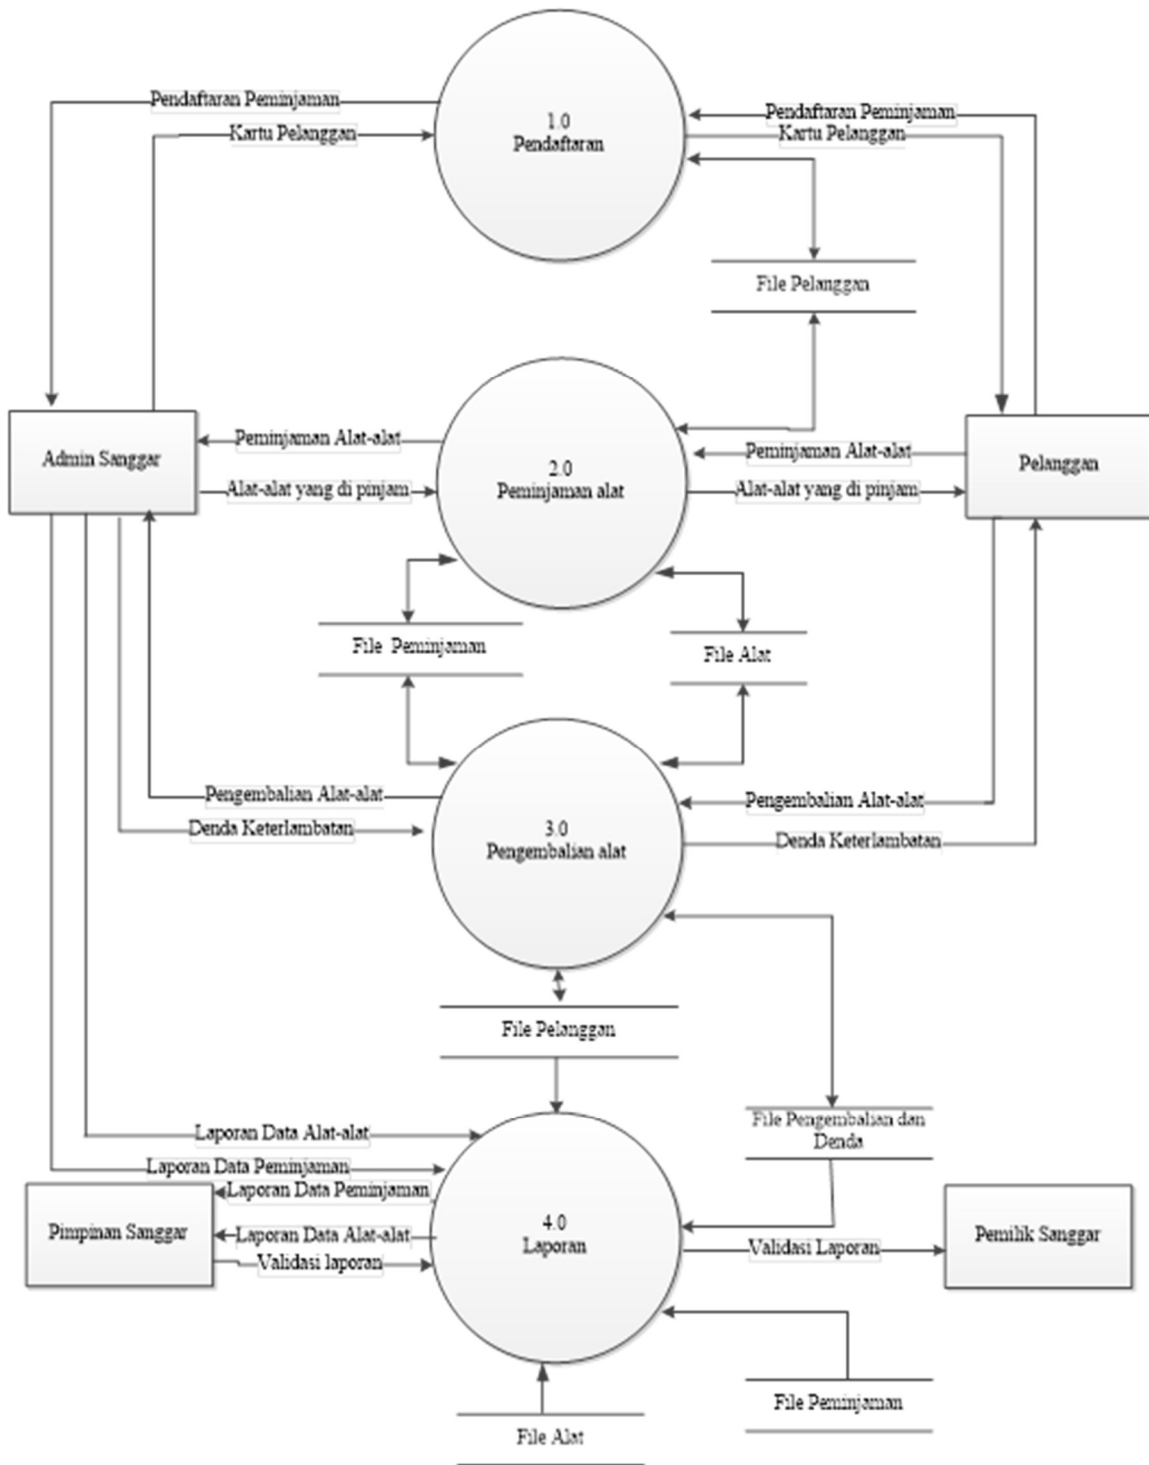 Pendaftaran Peminjaman
Kartu Pelanggan
1.0
Pendaftaran
Pendaftaran Peminjaman
Kartu Pelanggan
File Pelanggan
Admin Sanggar
Peminjaman Alat-alat
Alat-alat yang di pinjam
2.0
Peminjaman alat
Peminjaman Alat-alat
Alat-alat yang di pinjam
Pelanggan
File Peminjaman
File Alat
Pengembalian Alat-alat
Denda Keterlambatan
3.0
Pengembalian alat
Pengembalian Alat-alat
Denda Keterlambatan
File Pelanggan
File Pengembalian dan
Denda
Laporan Data Alat-alat
Laporan Data Peminjaman
Laporan Data Peminjaman
Pimpinan Sanggar
Laporan Data Alat-alat
Validasi laporan
4.0
Laporan
Validasi Laporan
Pemilik Sanggar
File Peminjaman
File Alat